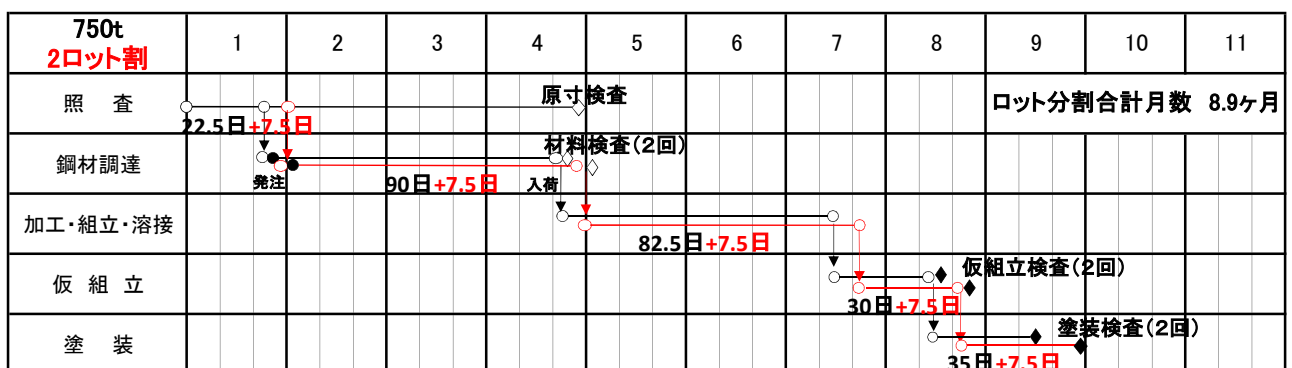 750t
2ロット割
1 2 3 4 5 6 7 8 9 10 11
照　査
原寸検査
ロット分割合計月数 8.9ヶ月
22.5日+7.5日
鋼材調達
材料検査(2回)
発注
90日+7.5日
入荷
加工・組立・溶接
82.5日+7.5日
仮 組 立
仮組立検査(2回)
30日+7.5日
塗　装
塗装検査(2回)
35日+7.5日